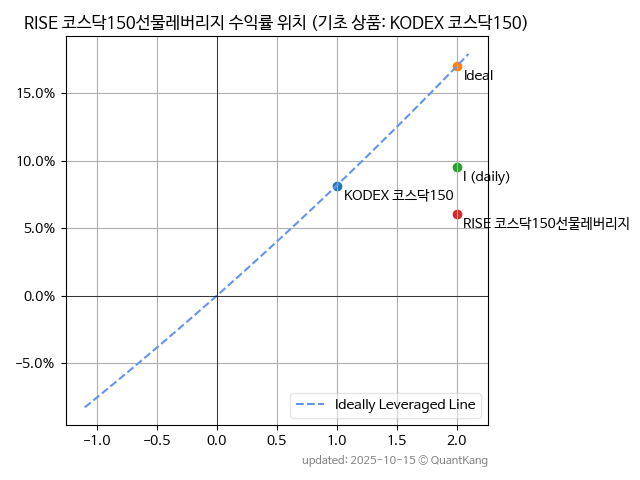 RISE 코스닥150선물레버리지 수익률 위치 (기초 상품: KODEX 코스닥150)
15.0%
10.0%
5.0%
0.0%
−5.0%
Ideal
I (daily)
KODEX 코스닥150
RISE 코스닥150선물레버리지
Ideally Leveraged Line
−1.0 −0.5 0.0 0.5 1.0 1.5 2.0
updated: 2025-10-15 © QuantKang